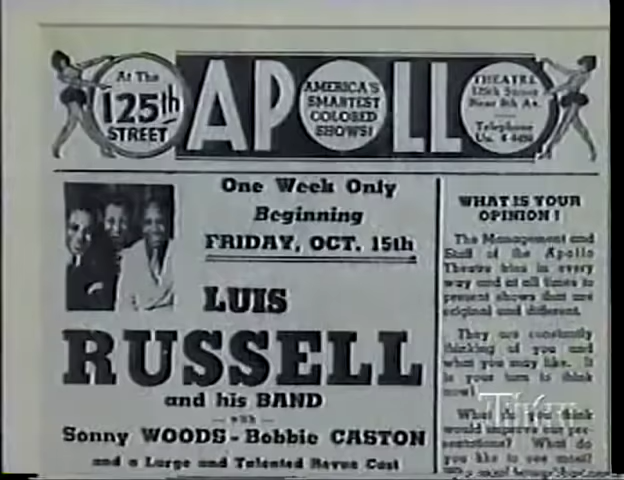 At The
125th
STREET
APOLLO
AMERICA'S
SMARTEST
COLORED
SHOWS!
THEATRE
125th Street
Near 8th Av.
Telephone
Un. 4-4490
One Week Only
Beginning
FRIDAY, OCT. 15th
LUIS
RUSSELL
and his BAND
with
Sonny WOODS - Bobbie CASTON
and a Large and Talented Revue Cast
WHAT IS YOUR
OPINION!
The Management and
Staff of the Apollo
Theatre in every
way and at all times to
present shows that are
original and different.
They are constantly
thinking of you and
what you may like. It
is your turn to think
now!
What do you think
would improve our pre-
sentations? What do
you like to see most?